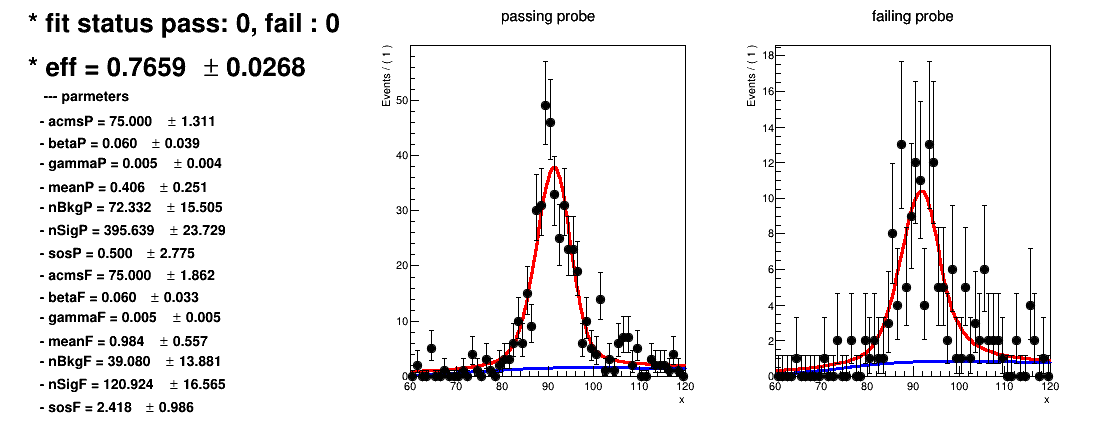 * fit status pass: 0, fail : 0
* eff = 0.7659 ± 0.0268
--- parmeters
- acmsP = 75.000 ± 1.311
- betaP = 0.060 ± 0.039
- gammaP = 0.005 ± 0.004
- meanP = 0.406 ± 0.251
- nBkgP = 72.332 ± 15.505
- nSigP = 395.639 ± 23.729
- sosP = 0.500 ± 2.775
- acmsF = 75.000 ± 1.862
- betaF = 0.060 ± 0.033
- gammaF = 0.005 ± 0.005
- meanF = 0.984 ± 0.557
- nBkgF = 39.080 ± 13.881
- nSigF = 120.924 ± 16.565
- sosF = 2.418 ± 0.986
passing probe
Events / ( 1 )
50
40
30
20
10
0
60 70 80 90 100 110 120
x
failing probe
Events / ( 1 )
18
16
14
12
10
8
6
4
2
0
60 70 80 90 100 110 120
x